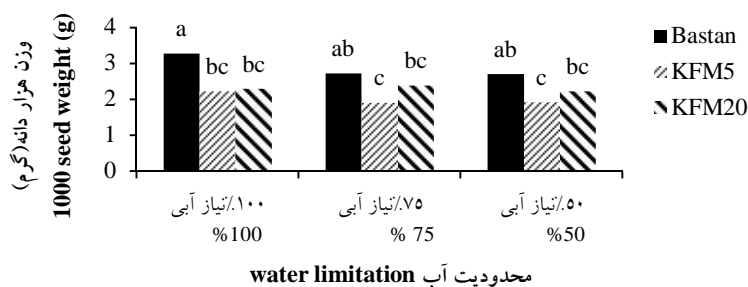 وزن هزار دانه(گرم)
1000 seed weight (g)
4
3
2
1
0
a
bc
bc
ab
c
bc
ab
c
bc
Bastan
KFM5
KFM20
۱۰۰٪نیاز آبی
۷۵٪نیاز آبی
۵۰٪نیاز آبی
%100
% 75
%50
محدودیت آب water limitation